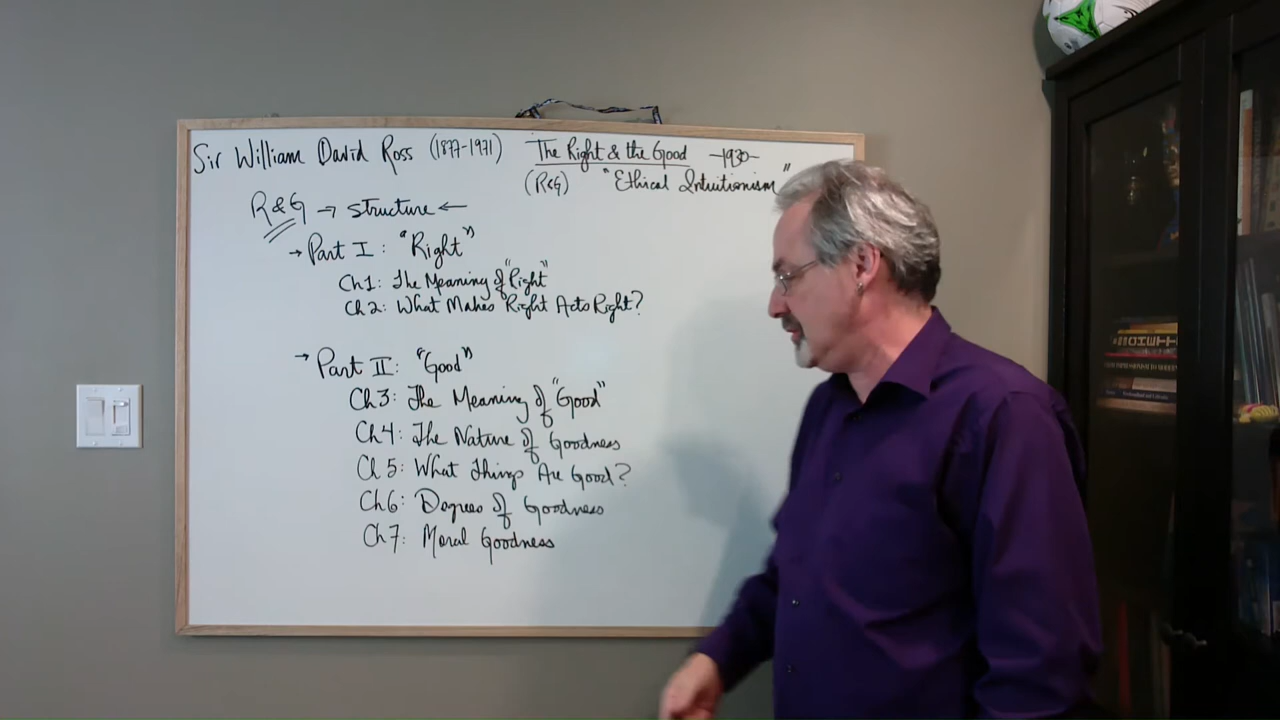 Sir William David Ross (1877-1971) The Right & the Good -1930-
(R&G) "Ethical Intuitionism"
R&G → structure ←
→ Part I: "Right"
Ch1: The Meaning of "Right"
Ch2: What Makes Right Acts Right?
→ Part II: "Good"
Ch3: The Meaning of "Good"
Ch4: The Nature of Goodness
Ch5: What Things Are Good?
Ch6: Degrees of Goodness
Ch7: Moral Goodness